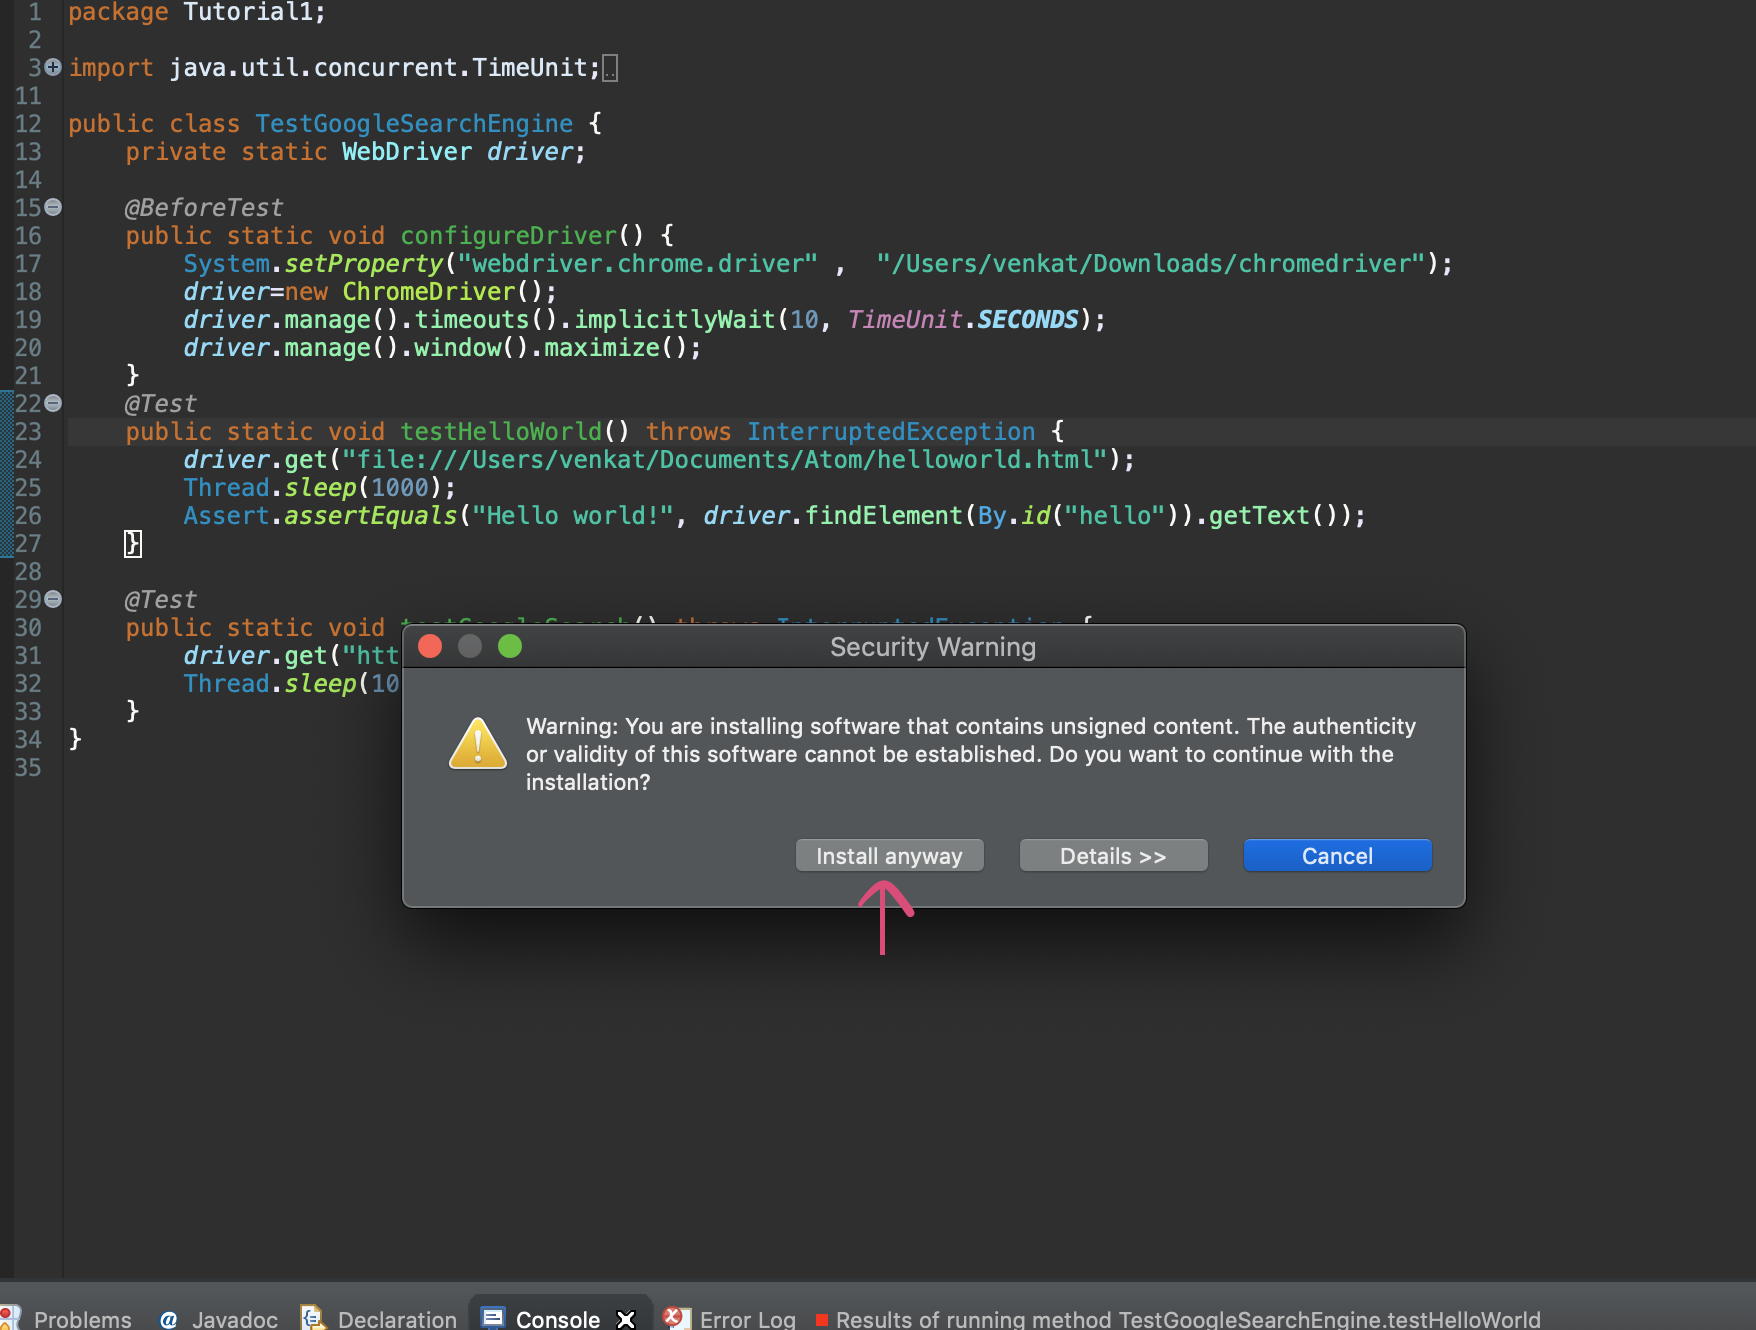 1 package Tutorial1;
2
3 import java.util.concurrent.TimeUnit;
11
12 public class TestGoogleSearchEngine {
13 private static WebDriver driver;
14
15 @BeforeTest
16 public static void configureDriver() {
17 System.setProperty("webdriver.chrome.driver" , "/Users/venkat/Downloads/chromedriver");
18 driver=new ChromeDriver();
19 driver.manage().timeouts().implicitlyWait(10, TimeUnit.SECONDS);
20 driver.manage().window().maximize();
21 }
22 @Test
23 public static void testHelloWorld() throws InterruptedException {
24 driver.get("file:///Users/venkat/Documents/Atom/helloworld.html");
25 Thread.sleep(1000);
26 Assert.assertEquals("Hello world!", driver.findElement(By.id("hello")).getText());
27 }
28
29 @Test
30 public static void testGoogleSearch() throws InterruptedException {
31 driver.get("htt
32 Thread.sleep(10
33 }
34 }
35
Security Warning
Warning: You are installing software that contains unsigned content. The authenticity
or validity of this software cannot be established. Do you want to continue with the
installation?
Install anyway Details >> Cancel
Problems @ Javadoc Declaration Console Error Log Results of running method TestGoogleSearchEngine.testHelloWorld